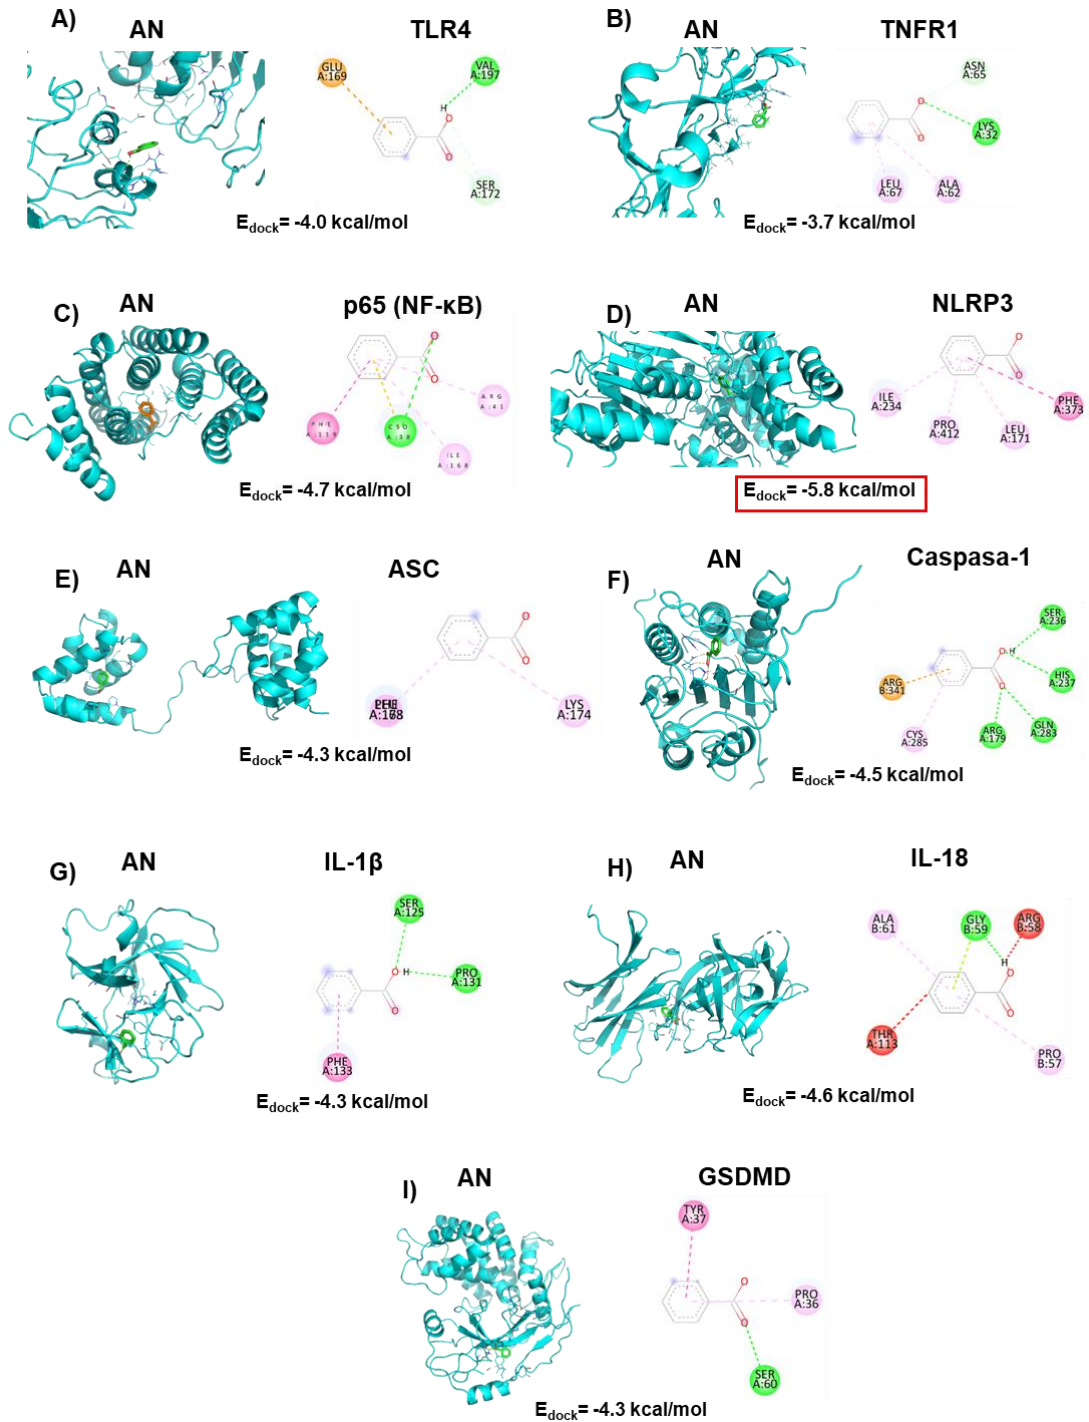 A)
AN
TLR4
GLU
A:169
VAL
A:197
H
O
O
SER
A:172
Edock= -4.0 kcal/mol
B)
AN
TNFR1
ASN
A:65
O
O
LYS
A:32
LEU
A:67
ALA
A:62
Edock= -3.7 kcal/mol
C)
AN
p65 (NF-κB)
O
O
ARG
A:41
CSO
A:38
ILE
A:168
Edock= -4.7 kcal/mol
D)
AN
NLRP3
O
O
ILE
A:234
PRO
A:412
LEU
A:171
PHE
A:373
Edock= -5.8 kcal/mol
E)
AN
ASC
O
O
LYS
A:174
Edock= -4.3 kcal/mol
F)
AN
Caspasa-1
SER
A:236
O H
O
HIS
A:237
ARG
B:341
CYS
A:285
ARG
A:179
GLN
A:283
Edock= -4.5 kcal/mol
G)
AN
IL-1β
SER
A:125
O H
O
PRO
A:131
PHE
A:133
Edock= -4.3 kcal/mol
H)
AN
IL-18
ALA
B:61
GLY
B:59
ARG
B:58
H
O
O
THR
A:113
PRO
B:57
Edock= -4.6 kcal/mol
I)
AN
GSDMD
TYR
A:37
O
O
PRO
A:36
SER
A:60
Edock= -4.3 kcal/mol